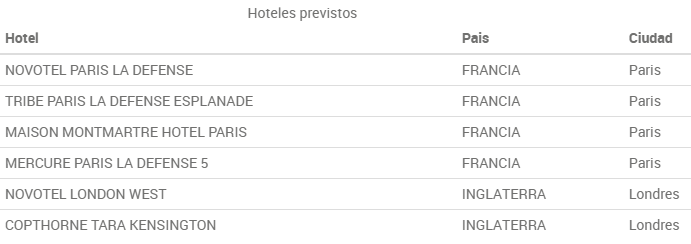 Hoteles previstos
Hotel Pais Ciudad
NOVOTEL PARIS LA DEFENSE FRANCIA Paris
TRIBE PARIS LA DEFENSE ESPLANADE FRANCIA Paris
MAISON MONTMARTRE HOTEL PARIS FRANCIA Paris
MERCURE PARIS LA DEFENSE 5 FRANCIA Paris
NOVOTEL LONDON WEST INGLATERRA Londres
COPTHORNE TARA KENSINGTON INGLATERRA Londres